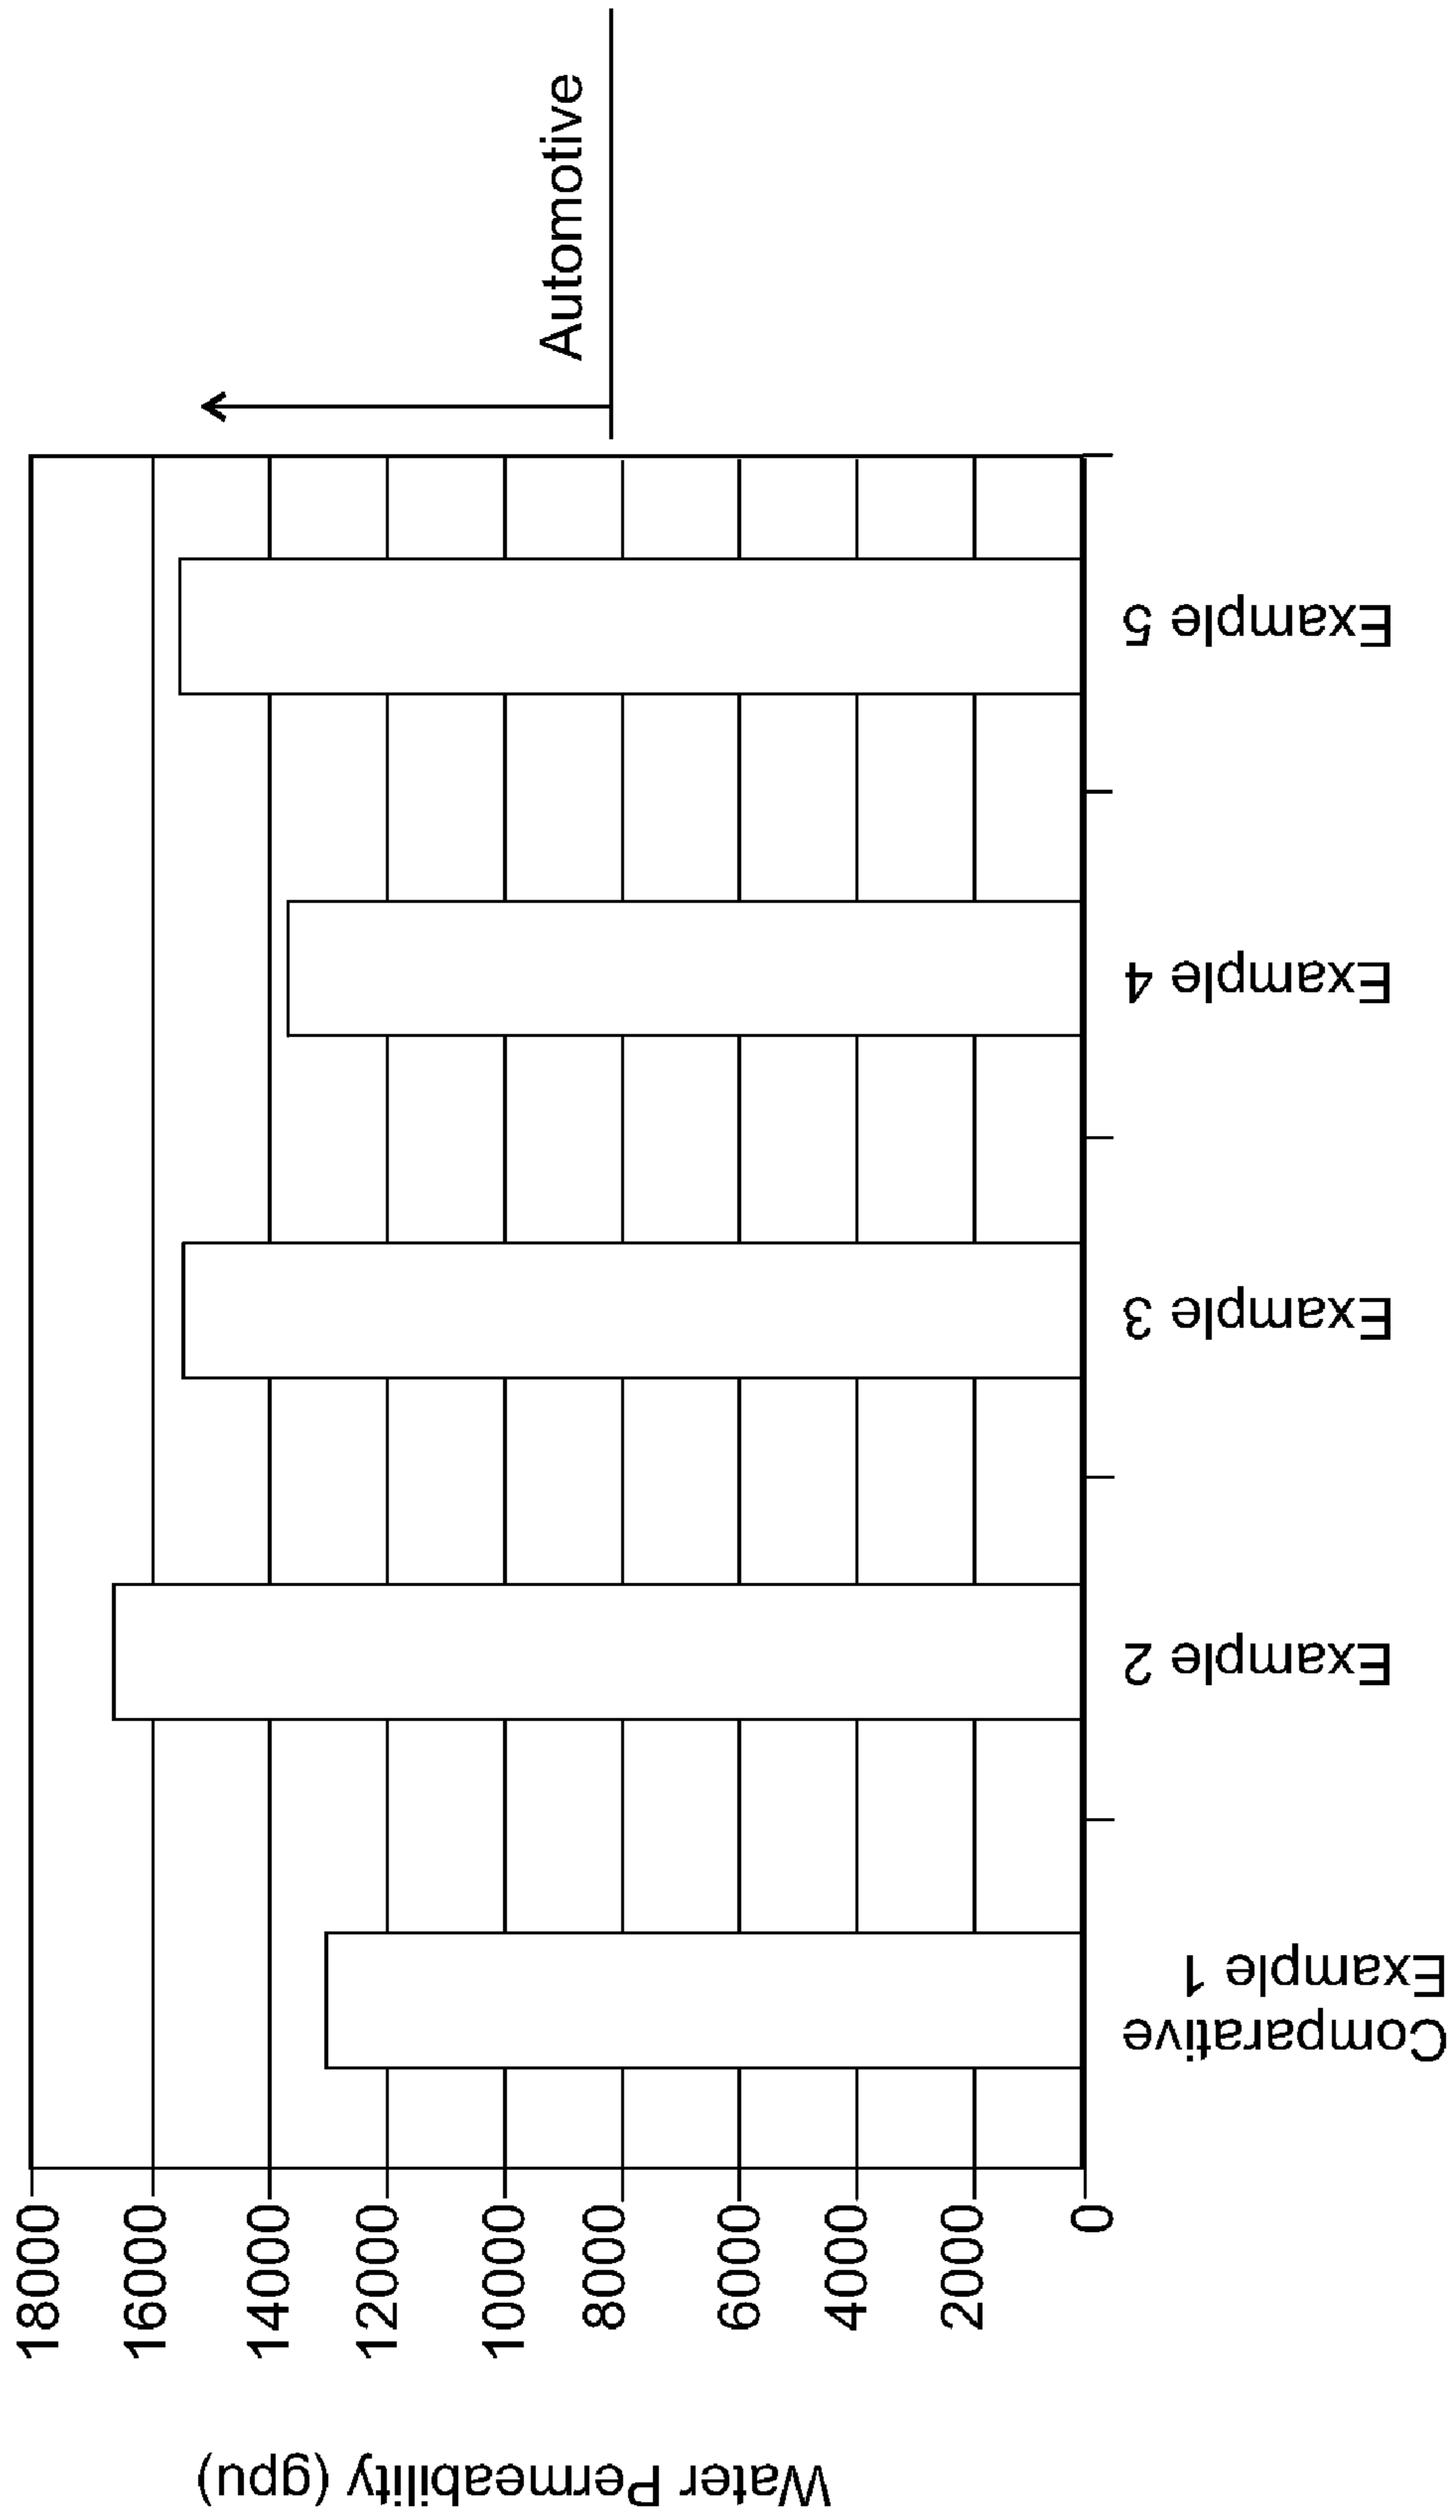 Water Permeability (gpu)
18000
16000
14000
12000
10000
8000
6000
4000
2000
0
Comparative
Example 1
Example 2
Example 3
Example 4
Example 5
Automotive